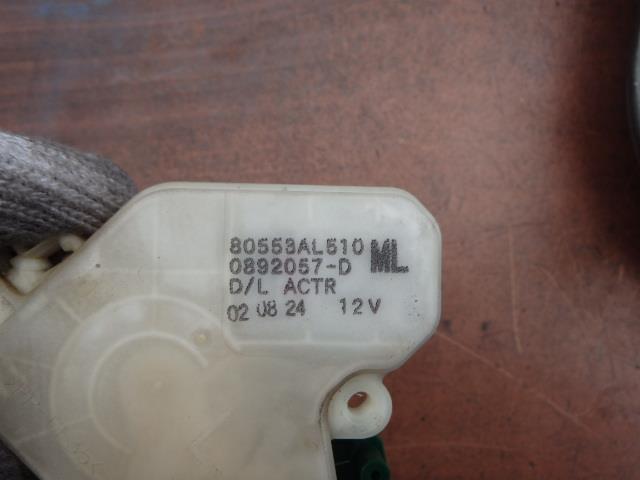 80553AL510
0892057-D ML
D/L ACTR
02 08 24 12V